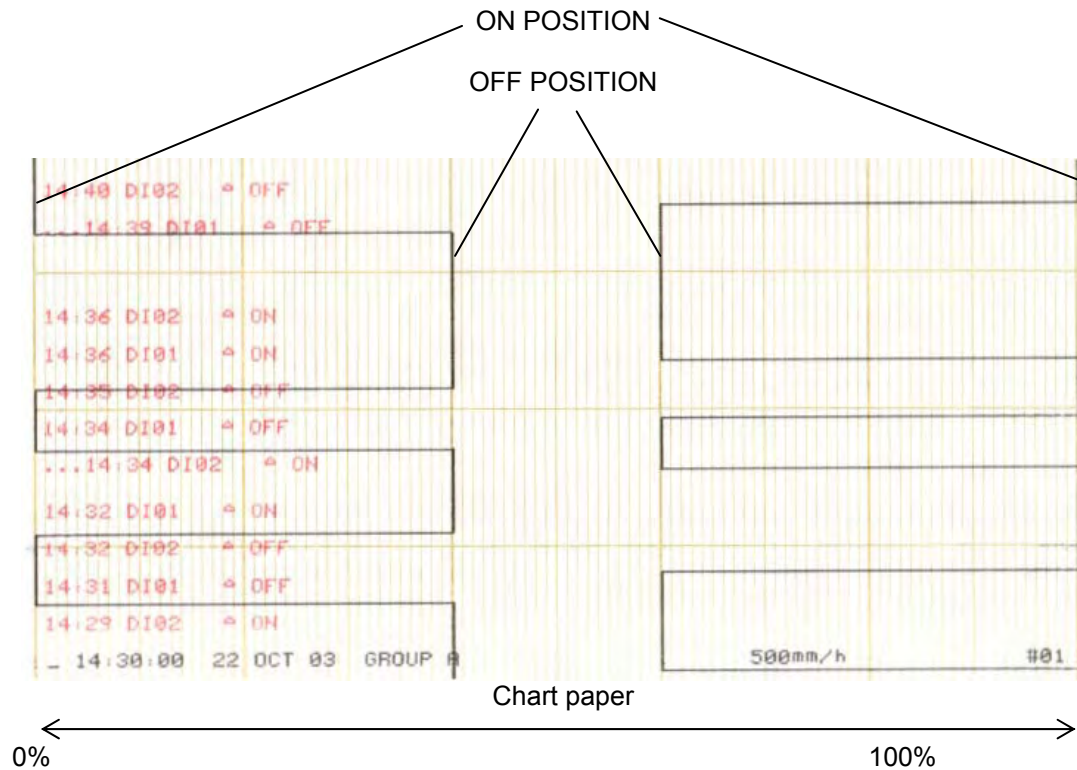 ON POSITION
OFF POSITION
14:40 DI02 ⌓ OFF
...14:39 DI01 ⌓ OFF
14:36 DI02 ⌓ ON
14:36 DI01 ⌓ ON
14:35 DI02 ⌓ OFF
14:34 DI01 ⌓ OFF
...14:34 DI02 ⌓ ON
14:32 DI01 ⌓ ON
14:32 DI02 ⌓ OFF
14:31 DI01 ⌓ OFF
14:29 DI02 ⌓ ON
14:30:00 22 OCT 03 GROUP A 500mm/h #01
Chart paper
0% 100%